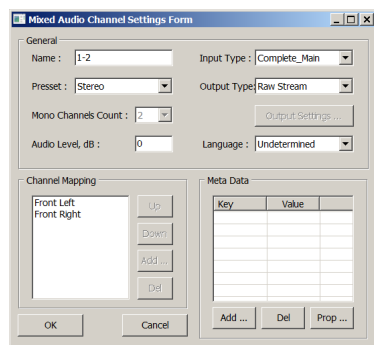 Mixed Audio Channel Settings Form
General
Name : 1-2 Input Type : Complete_Main
Presset : Stereo Output Type: Raw Stream
Mono Channels Count : 2 Output Settings ...
Audio Level, dB : 0 Language : Undetermined
Channel Mapping
Front Left
Front Right
Up
Down
Add ...
Del
Meta Data
Key Value
Add ... Del Prop ...
OK Cancel